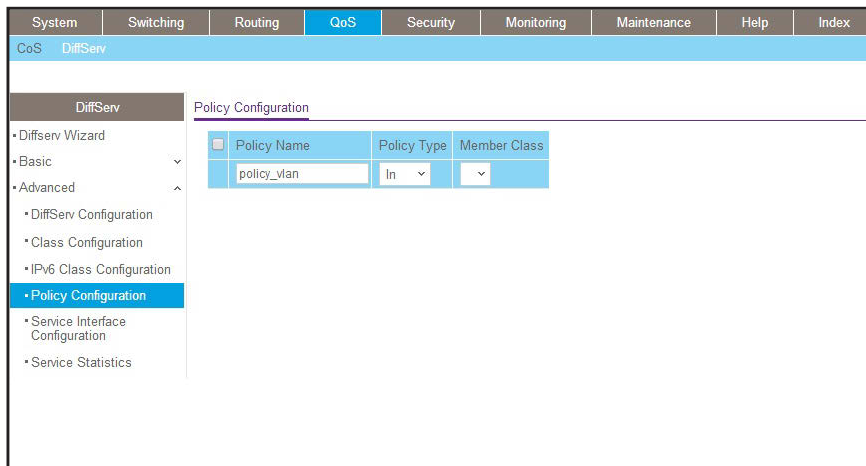 System Switching Routing QoS Security Monitoring Maintenance Help Index
CoS DiffServ
DiffServ
Diffserv Wizard
Basic
Advanced
DiffServ Configuration
Class Configuration
IPv6 Class Configuration
Policy Configuration
Service Interface
Configuration
Service Statistics
Policy Configuration
Policy Name Policy Type Member Class
policy_vlan In